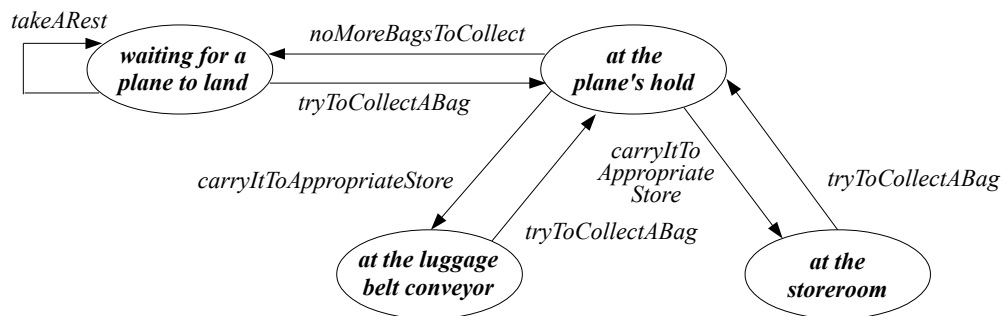 takeARest
noMoreBagsToCollect
waiting for a
plane to land
at the
plane's hold
tryToCollectABag
carryItTo
Appropriate
Store
carryItToAppropriateStore
tryToCollectABag
tryToCollectABag
at the luggage
belt conveyor
at the
storeroom